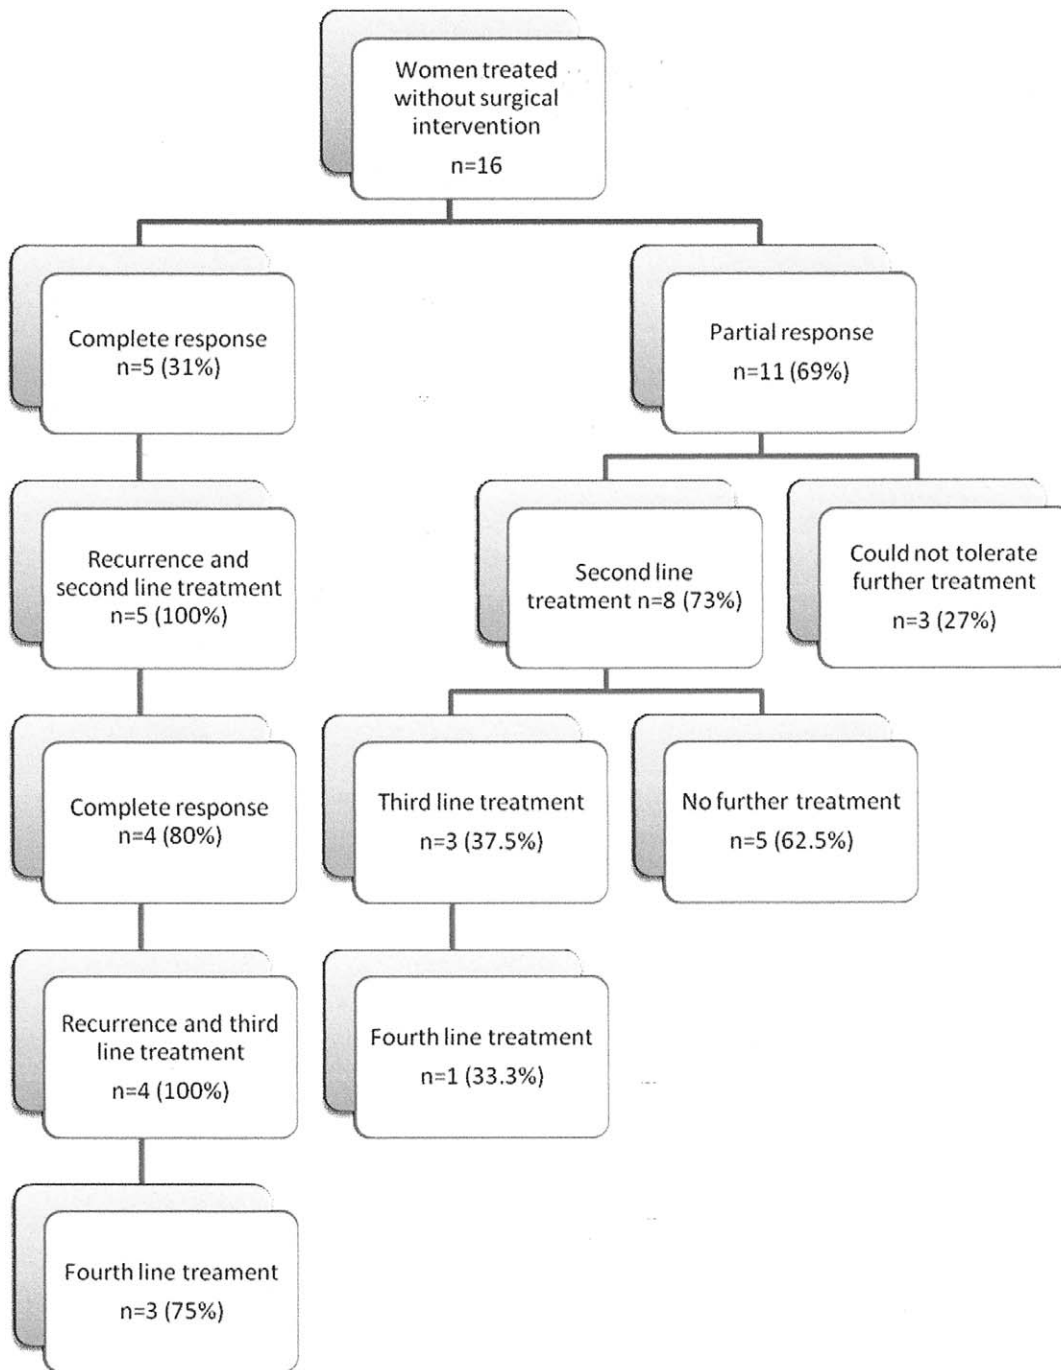 Women treated
without surgical
intervention
n=16
Complete response
n=5 (31%)
Partial response
n=11 (69%)
Recurrence and
second line treatment
n=5 (100%)
Second line
treatment n=8 (73%)
Could not tolerate
further treatment
n=3 (27%)
Complete response
n=4 (80%)
Third line treatment
n=3 (37.5%)
No further treatment
n=5 (62.5%)
Recurrence and third
line treatment
n=4 (100%)
Fourth line treatment
n=1 (33.3%)
Fourth line treament
n=3 (75%)